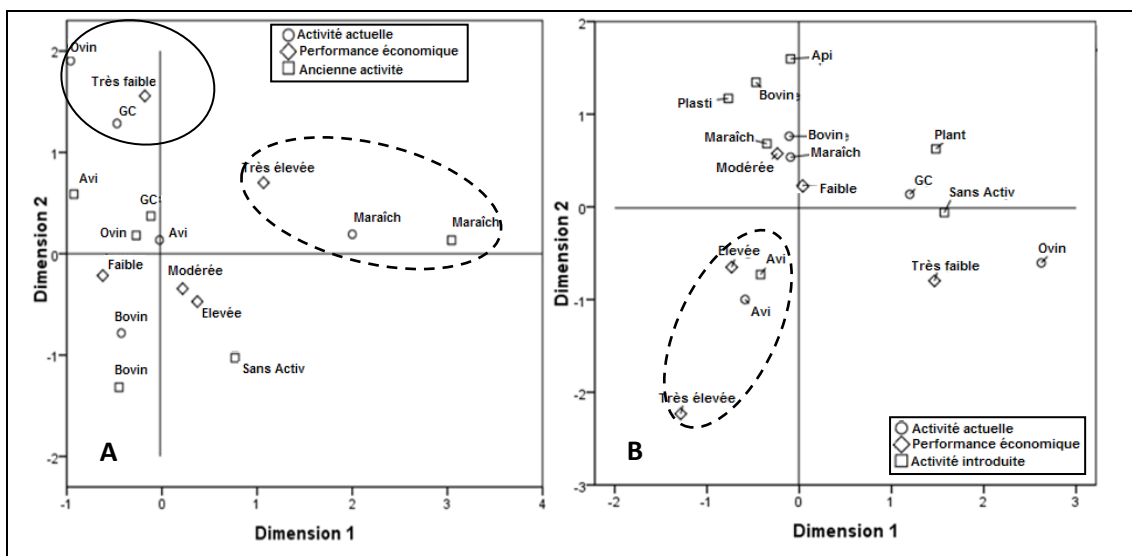 Activité actuelle
Performance économique
Ancienne activité
Ovin
Très faible
GC
Très élevée
Avi
GC
Maraîch
Maraîch
Ovin
Avi
Faible
Modérée
Elevée
Bovin
Bovin
Sans Activ
A
Dimension 2
2
1
0
-1
-2
-1
0
1
2
3
4
Dimension 1
Api
Bovin
Plasti
Bovin
Maraîch
Maraîch
Modérée
Plant
Faible
GC
Sans Activ
Ovin
Elevée
Avi
Très faible
Avi
Très élevée
B
Activité actuelle
Performance économique
Activité introduite
Dimension 2
2
1
0
-1
-2
-3
-2
-1
0
1
2
3
Dimension 1